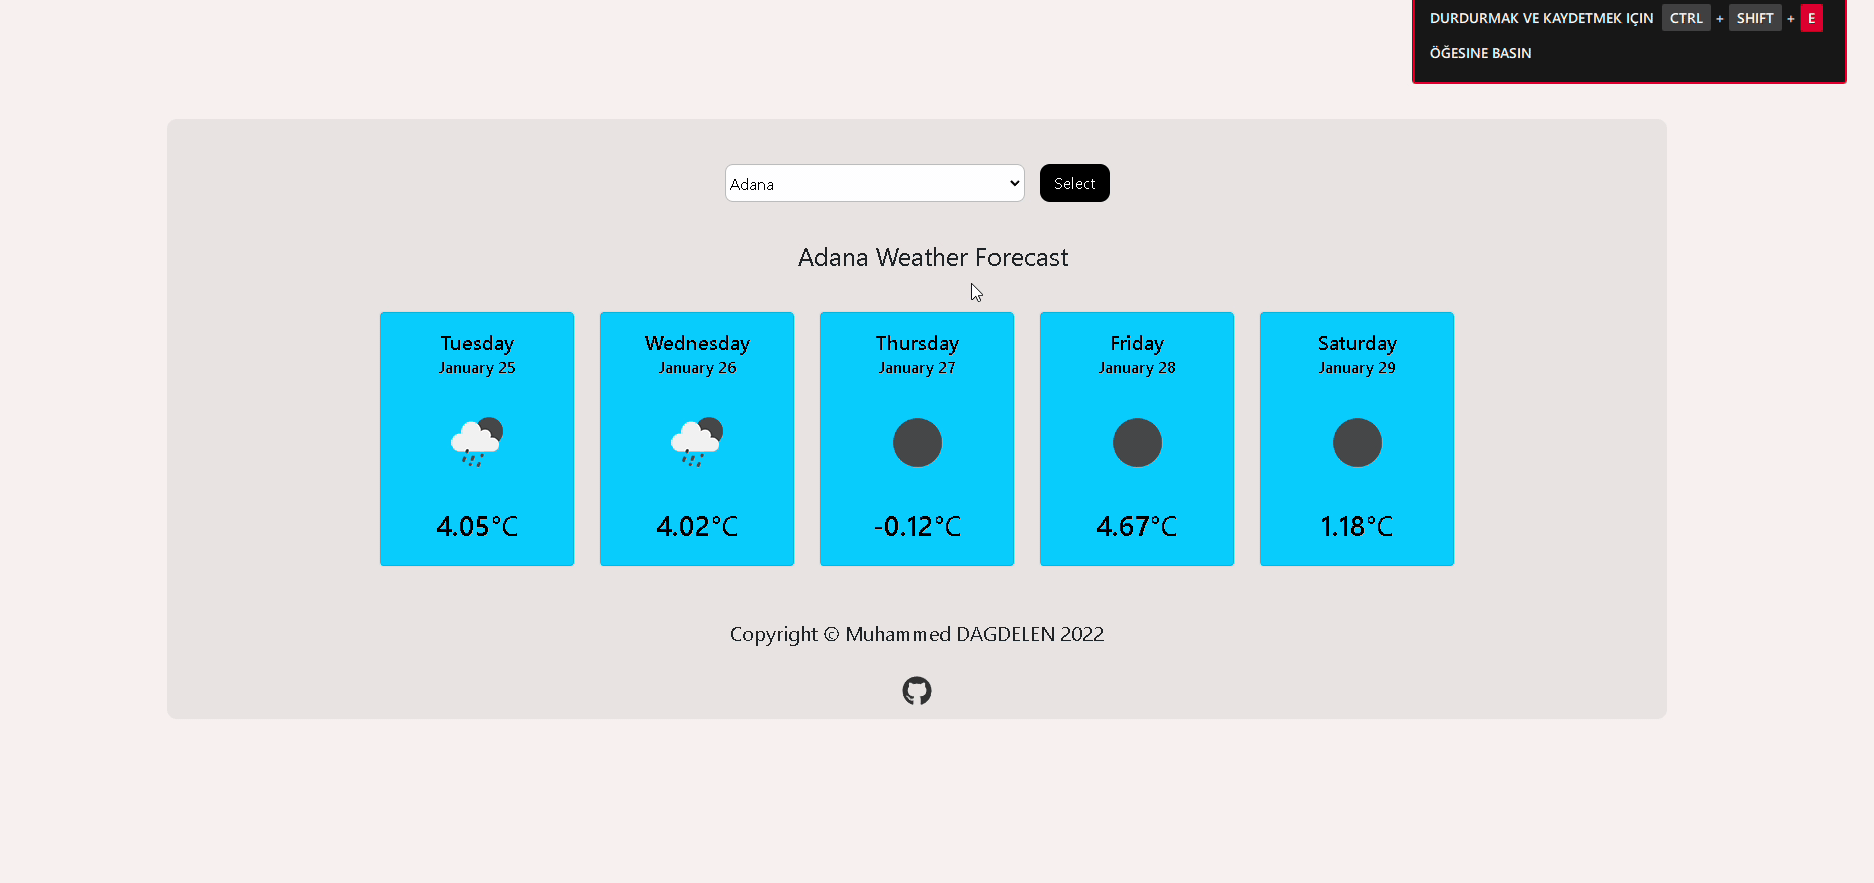 DURDURMAK VE KAYDETMEK IÇIN CTRL + SHIFT + E
ÖĞESINE BASIN
Adana
Select
Adana Weather Forecast
Tuesday
January 25
4.05°C
Wednesday
January 26
4.02°C
Thursday
January 27
-0.12°C
Friday
January 28
4.67°C
Saturday
January 29
1.18°C
Copyright © Muhammed DAGDELEN 2022